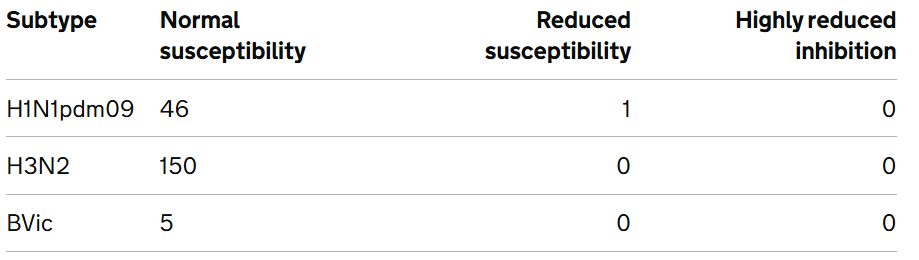 Subtype Normal susceptibility Reduced susceptibility Highly reduced inhibition
H1N1pdm09 46 1 0
H3N2 150 0 0
BVic 5 0 0